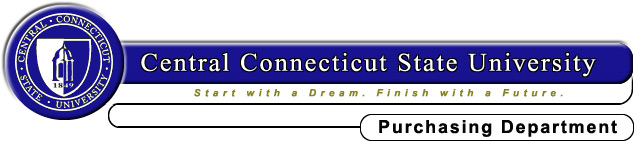 CENTRAL · CONNECTICUT · STATE · UNIVERSITY
1849
Central Connecticut State University
Start with a Dream. Finish with a Future.
Purchasing Department